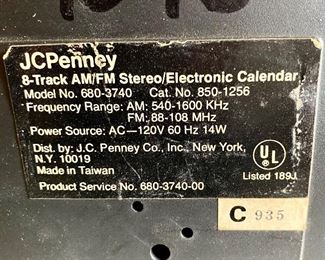 JCPenney
8-Track AM/FM Stereo/Electronic Calendar
Model No. 680-3740 Cat. No. 850-1256
Frequency Range: AM: 540-1600 KHz
FM: 88-108 MHz
Power Source: AC—120V 60 Hz 14W
Dist. by: J.C. Penney Co., Inc., New York,
N.Y. 10019
Made in Taiwan
Product Service No. 680-3740-00
UL
Listed 189J
C 935